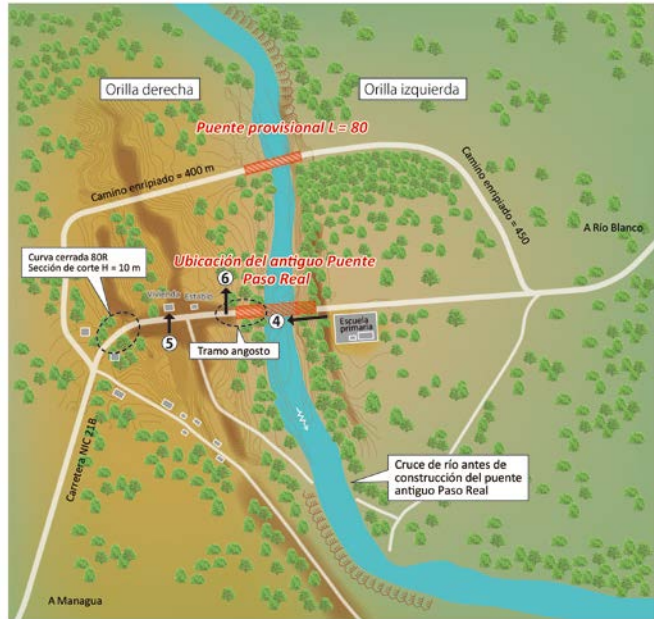 Orilla derecha
Orilla izquierda
Puente provisional L = 80
Camino enripiado = 400 m
Camino enripiado = 450
A Río Blanco
Curva cerrada 80R
Sección de corte H = 10 m
Ubicación del antiguo Puente
Paso Real
6
Vivienda
Establo
4
5
Escuela
primaria
Tramo angosto
Carretera NIC 21B
Cruce de río antes de
construcción del puente
antiguo Paso Real
A Managua